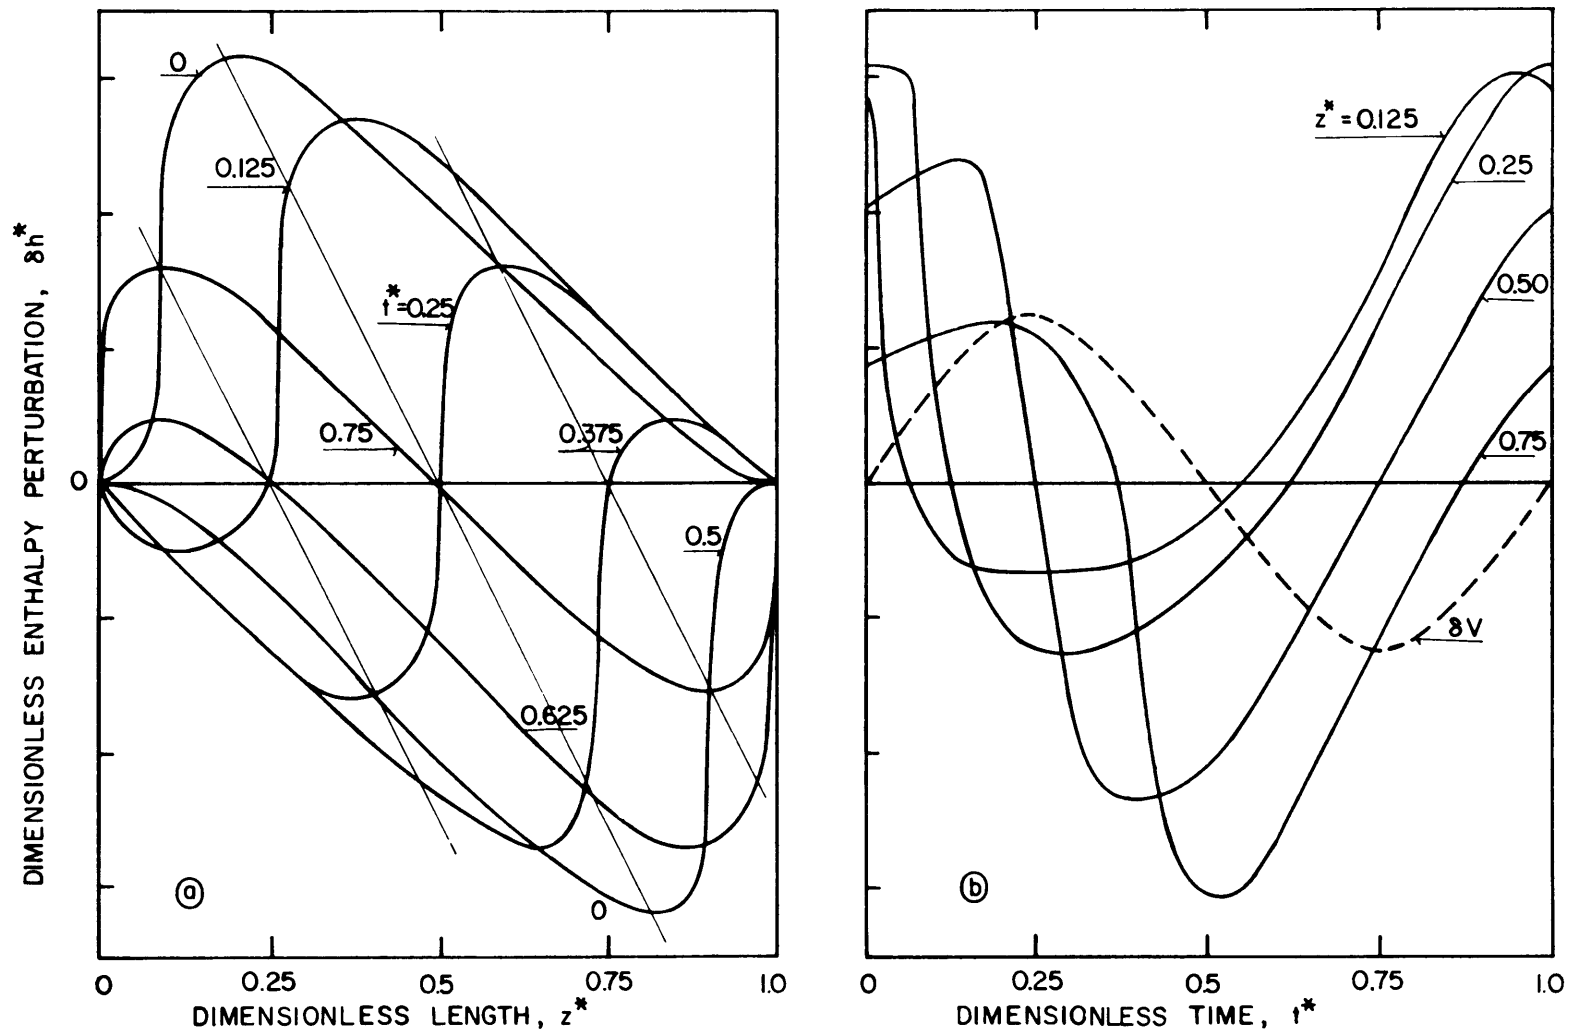 DIMENSIONLESS ENTHALPY PERTURBATION, δh*
0
0
0.125
t*=0.25
0.75
0.375
0.5
0.625
0
ⓐ
0 0.25 0.5 0.75 1.0
DIMENSIONLESS LENGTH, z*
z*=0.125
0.25
0.50
0.75
δV
ⓑ
0 0.25 0.5 0.75 1.0
DIMENSIONLESS TIME, t*